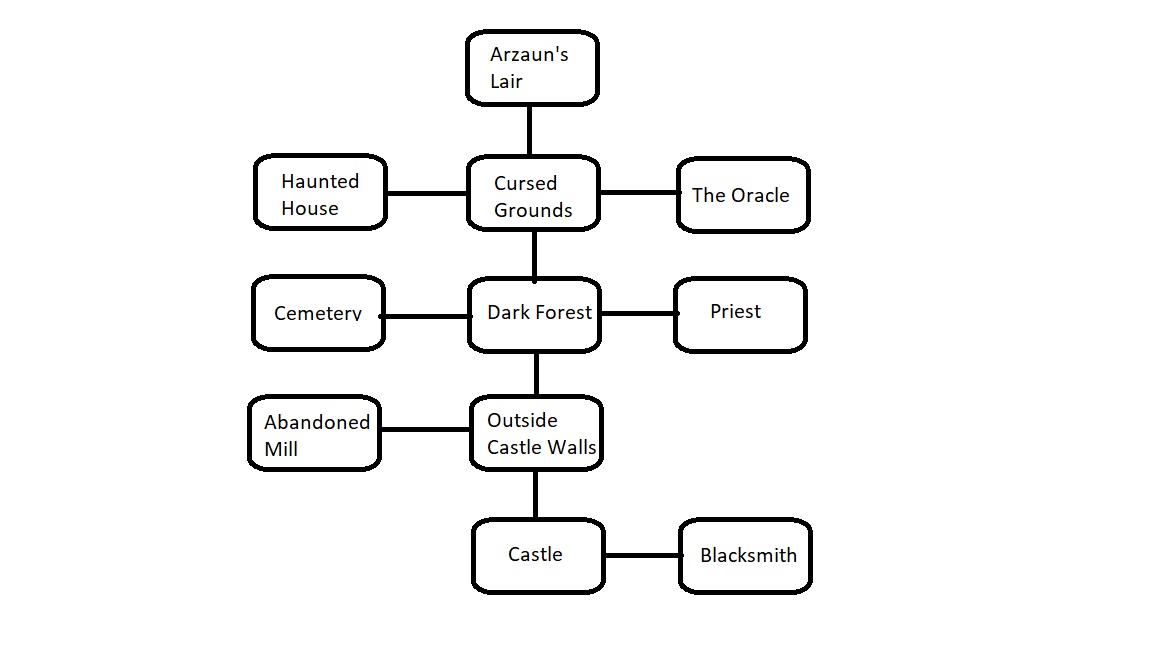 Arzaun's
Lair
Haunted
House
Cursed
Grounds
The Oracle
Cemetery
Dark Forest
Priest
Abandoned
Mill
Outside
Castle Walls
Castle
Blacksmith